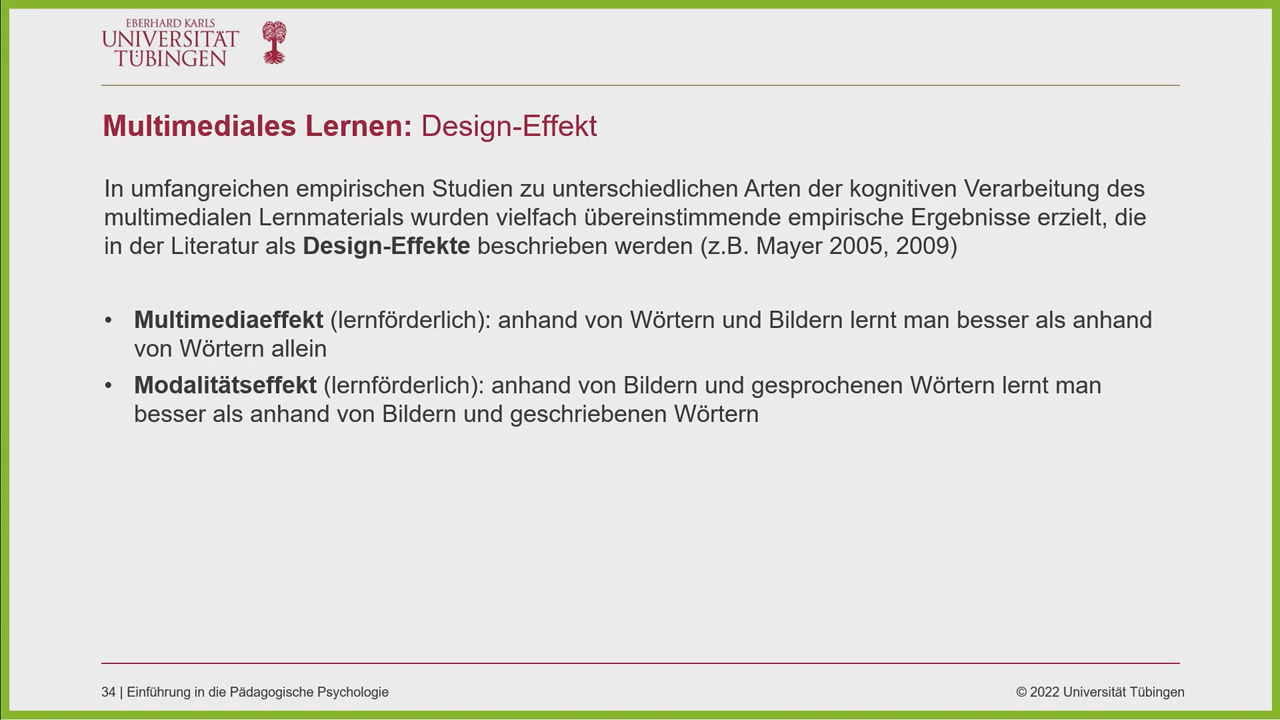 EBERHARD KARLS
UNIVERSITÄT
TÜBINGEN
Multimediales Lernen: Design-Effekt
In umfangreichen empirischen Studien zu unterschiedlichen Arten der kognitiven Verarbeitung des
multimedialen Lernmaterials wurden vielfach übereinstimmende empirische Ergebnisse erzielt, die
in der Literatur als Design-Effekte beschrieben werden (z.B. Mayer 2005, 2009)
• Multimediaeffekt (lernförderlich): anhand von Wörtern und Bildern lernt man besser als anhand
von Wörtern allein
• Modalitätseffekt (lernförderlich): anhand von Bildern und gesprochenen Wörtern lernt man
besser als anhand von Bildern und geschriebenen Wörtern
34 | Einführung in die Pädagogische Psychologie
© 2022 Universität Tübingen